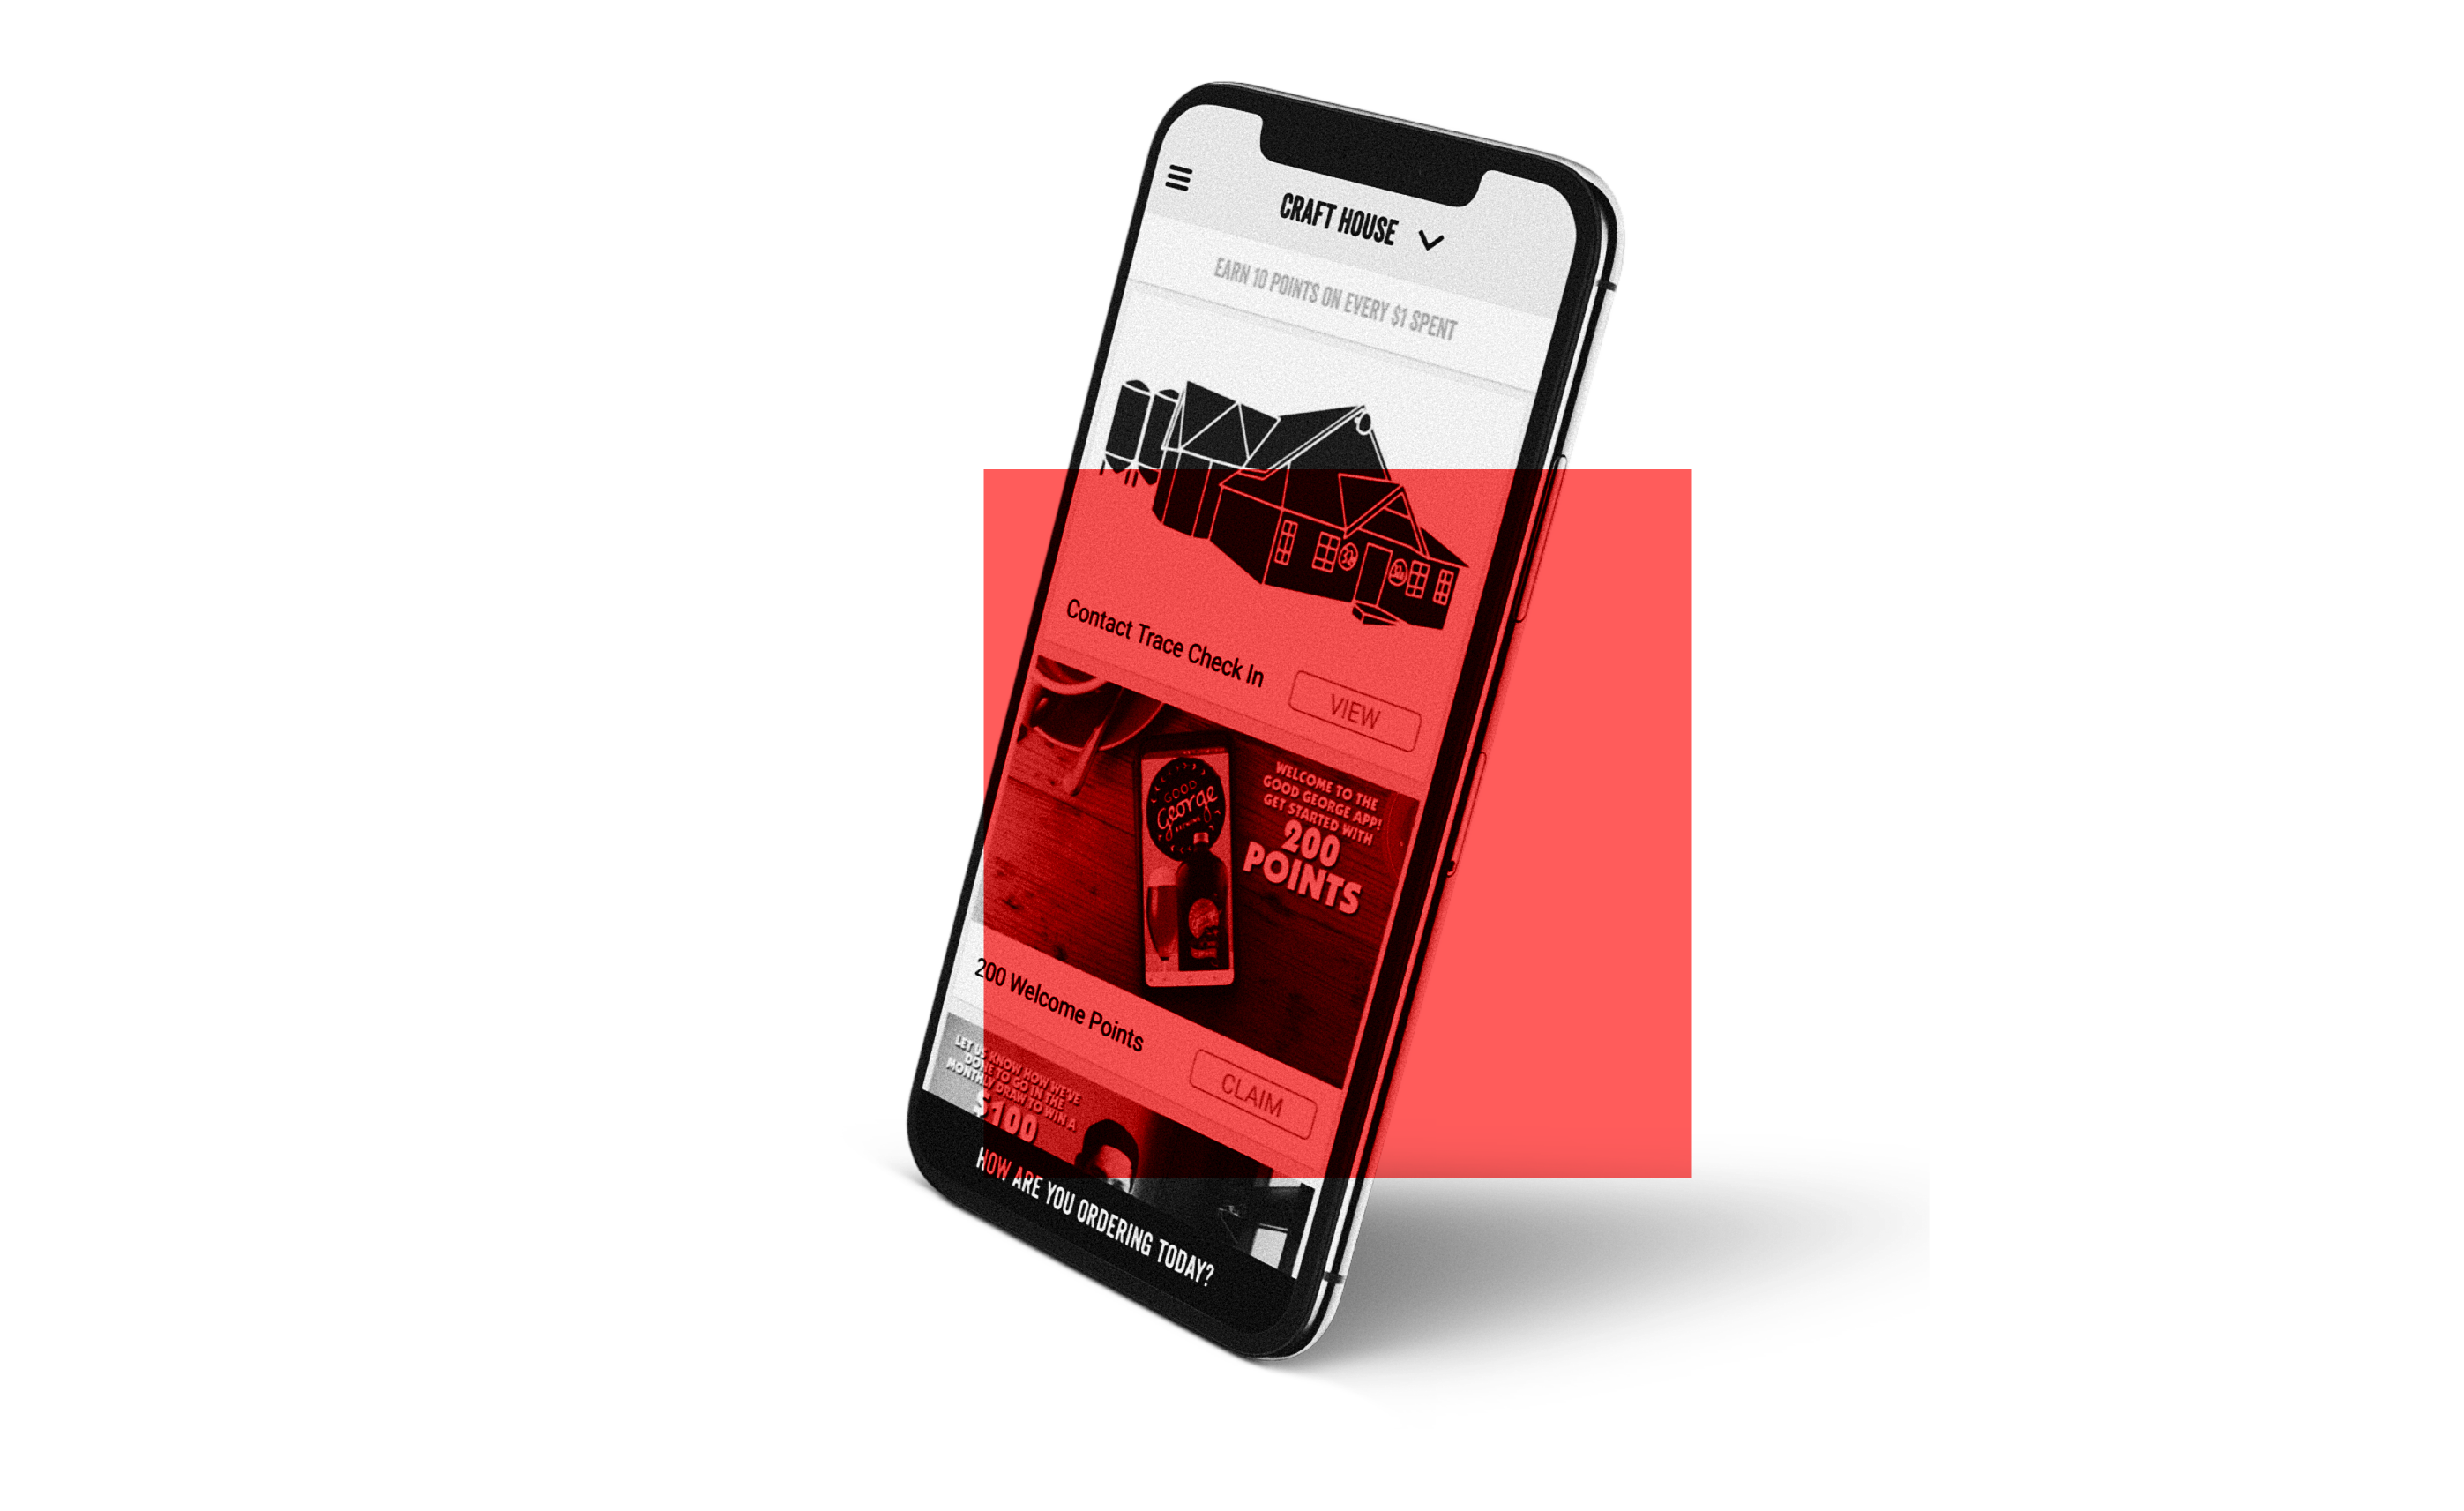 CRAFT HOUSE
EARN 10 POINTS ON EVERY $1 SPENT
Contact Trace Check In
VIEW
GOOD
George
BREWING
WELCOME TO THE
GOOD GEORGE APP!
GET STARTED WITH
200
POINTS
200 Welcome Points
CLAIM
LET US KNOW HOW WE'VE
DONE TO GO IN THE
MONTHLY DRAW TO WIN A
$100
HOW ARE YOU ORDERING TODAY?